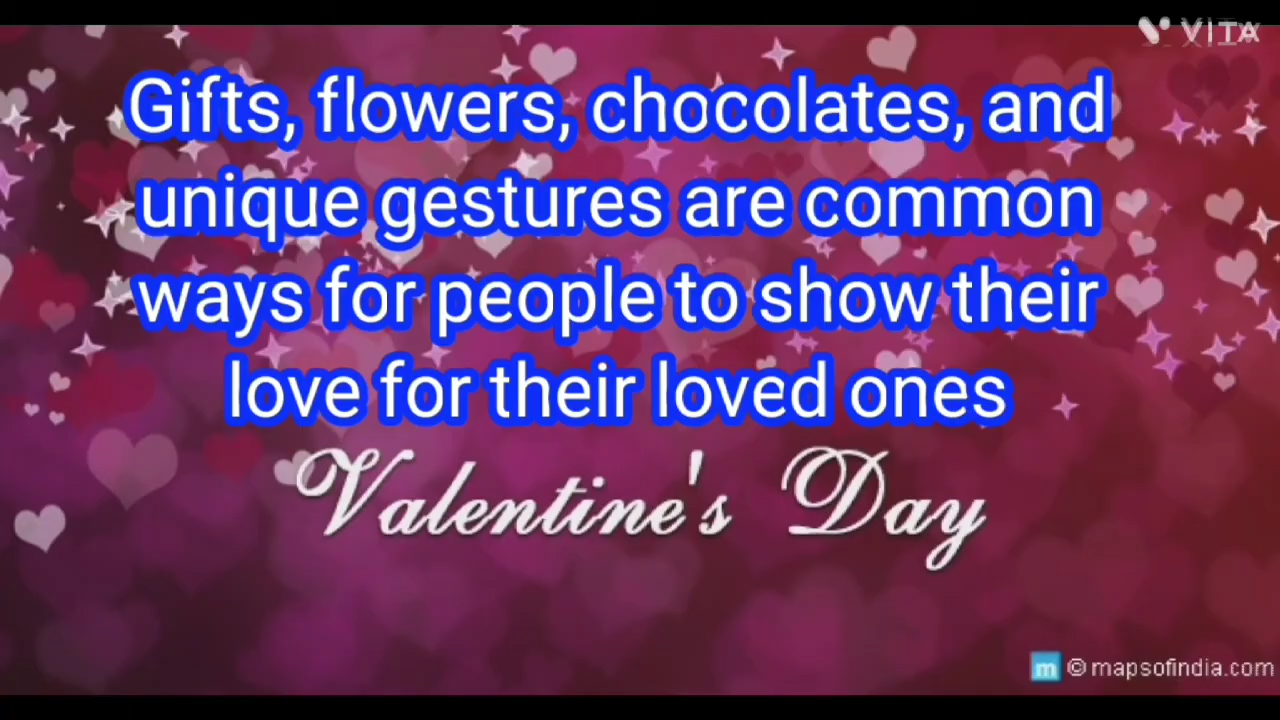 VITA
Gifts, flowers, chocolates, and
unique gestures are common
ways for people to show their
love for their loved ones
Valentine's Day
m © mapsofindia.com